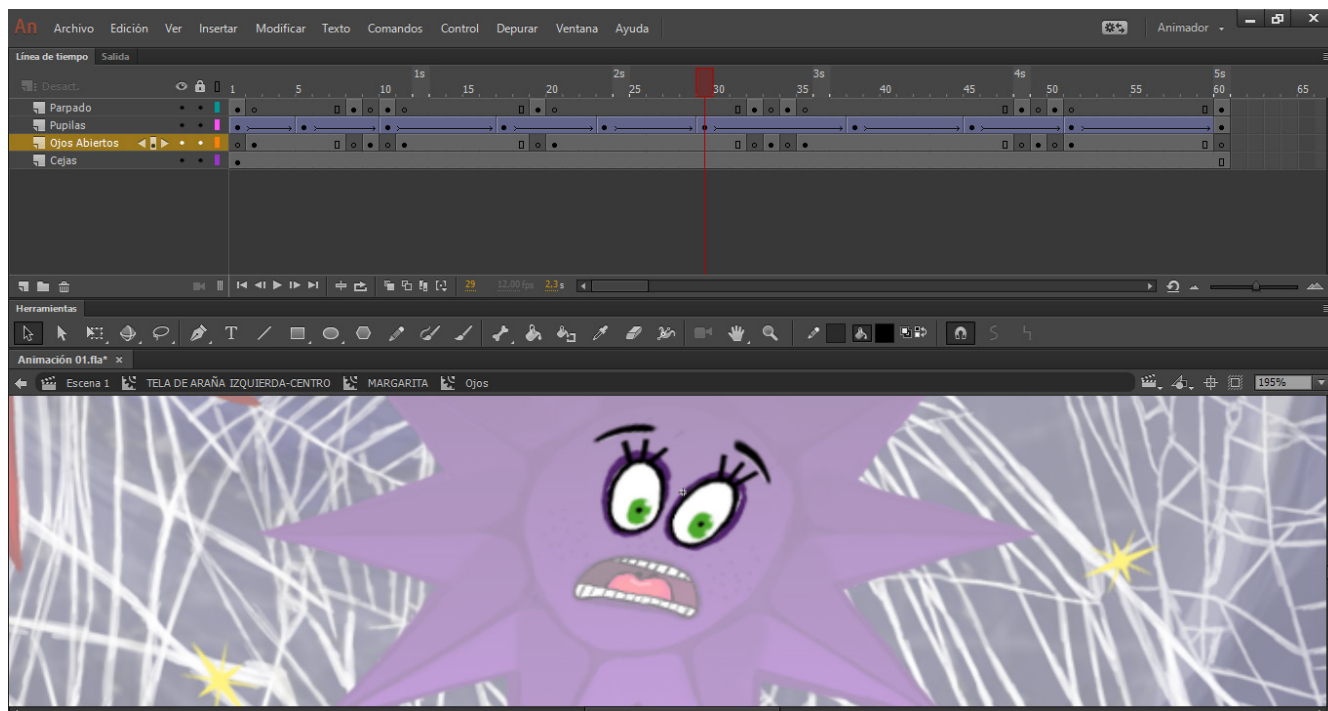 An Archivo Edición Ver Insertar Modificar Texto Comandos Control Depurar Ventana Ayuda Animador
Línea de tiempo Salida
1s 2s 3s 4s 5s
Desact. 1 5 10 15 20 25 30 35 40 45 50 55 60 65
Parpado
Pupilas
Ojos Abiertos
Cejas
29 12,00 fps 2,3 s
Herramientas
T
Animación 01.fla* ×
Escena 1 TELA DE ARAÑA IZQUIERDA-CENTRO MARGARITA Ojos 195%